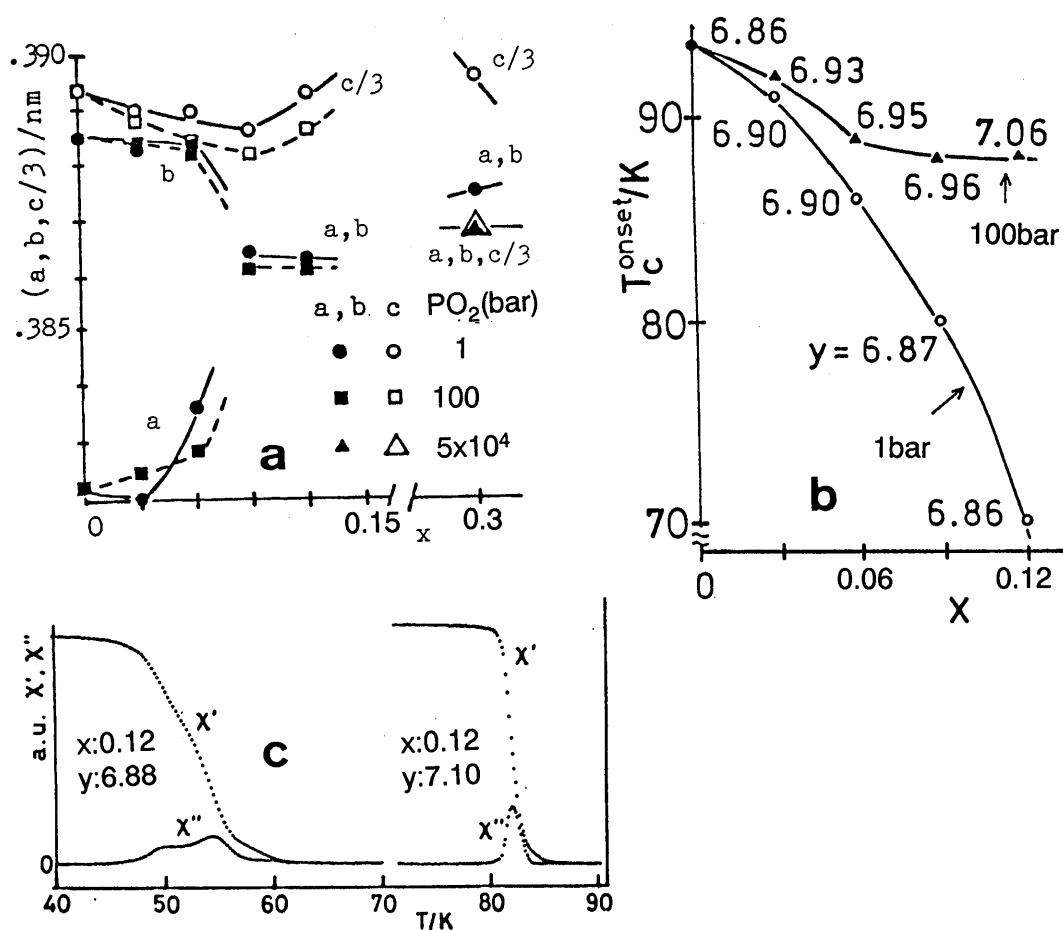 (a,b,c/3)/nm
.390
.385
c/3
b
a,b
a
c/3
a,b
a,b,c/3
a,b c PO₂(bar)
1
100
5x10⁴
a
0
0.15
x
0.3
T_c^onset/K
90
80
70
6.86
6.93
6.95
7.06
6.90
6.90
6.96
100bar
y = 6.87
1bar
6.86
b
0
0.06
0.12
X
a.u. χ', χ"
0
χ'
x:0.12
y:6.88
χ"
c
χ'
x:0.12
y:7.10
χ"
40
50
60
70
80
90
T/K